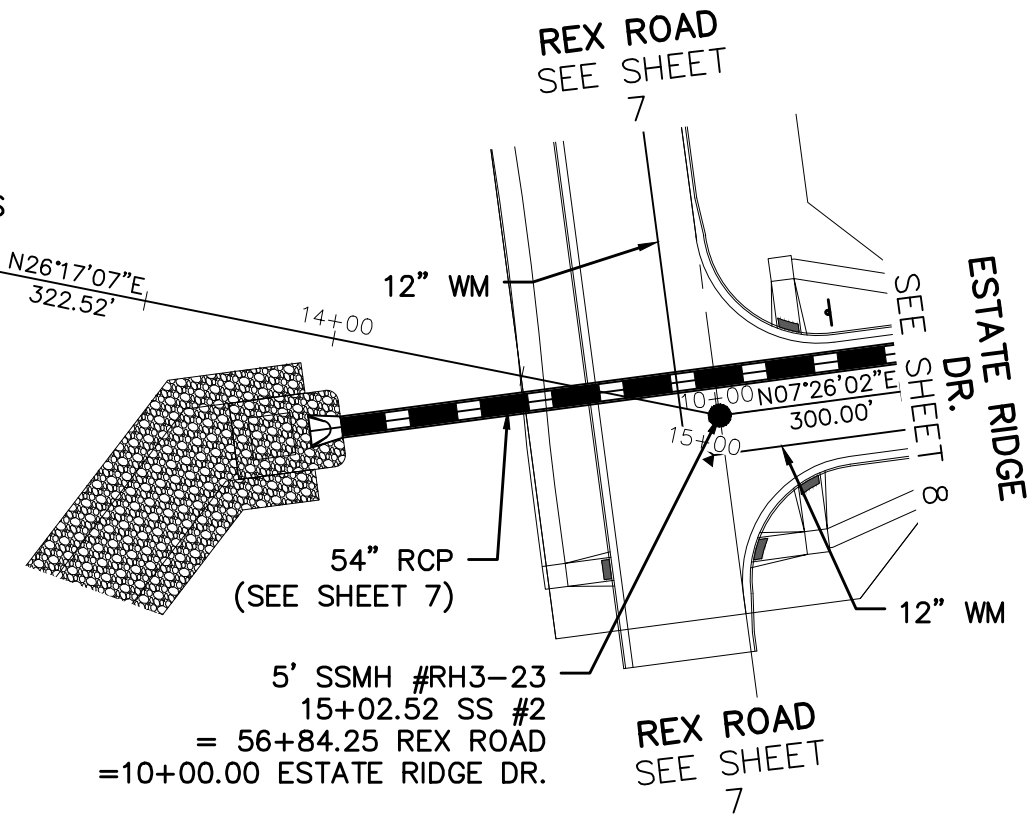 REX ROAD
SEE SHEET
7
S
N26°17'07"E
322.52'
14+00
12" WM
ESTATE RIDGE
DR.
SEE SHEET 8
10+00
N07°26'02"E
300.00'
15+00
54" RCP
(SEE SHEET 7)
12" WM
5' SSMH #RH3-23
15+02.52 SS #2
= 56+84.25 REX ROAD
=10+00.00 ESTATE RIDGE DR.
REX ROAD
SEE SHEET
7